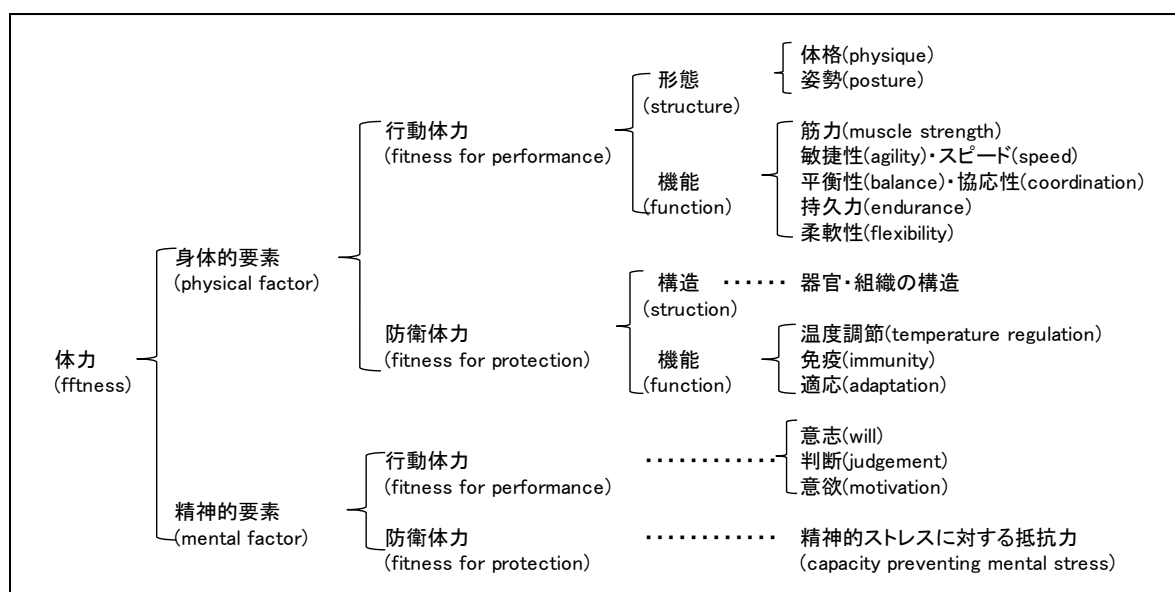 体力
(fftness)
身体的要素
(physical factor)
行動体力
(fitness for performance)
形態
(structure)
体格(physique)
姿勢(posture)
機能
(function)
筋力(muscle strength)
敏捷性(agility)・スピード(speed)
平衡性(balance)・協応性(coordination)
持久力(endurance)
柔軟性(flexibility)
防衛体力
(fitness for protection)
構造 ‥‥‥ 器官・組織の構造
(struction)
機能
(function)
温度調節(temperature regulation)
免疫(immunity)
適応(adaptation)
精神的要素
(mental factor)
行動体力 ‥‥‥‥‥‥
(fitness for performance)
意志(will)
判断(judgement)
意欲(motivation)
防衛体力 ‥‥‥‥‥‥ 精神的ストレスに対する抵抗力
(fitness for protection)
(capacity preventing mental stress)